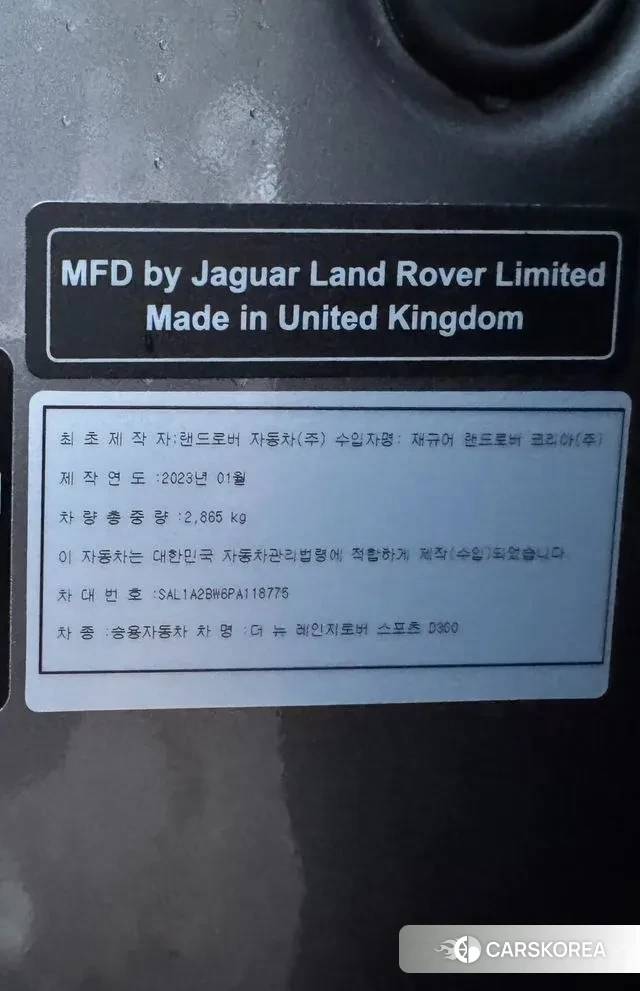 MFD by Jaguar Land Rover Limited
Made in United Kingdom
최 초 제 작 자:랜드로버 자동차(주) 수입자명: 재규어 랜드로버 코리아(주)
제 작 연 도 :2023년 01월
차 량 총 중 량 :2,865 kg
이 자동차는 대한민국 자동차관리법령에 적합하게 제작(수입)되었습니다.
차 대 번 호 :SAL1A2BW6PA118775
차 종 :승용자동차 차 명 :더 뉴 레인지로버 스포츠 D360
CARSKOREA